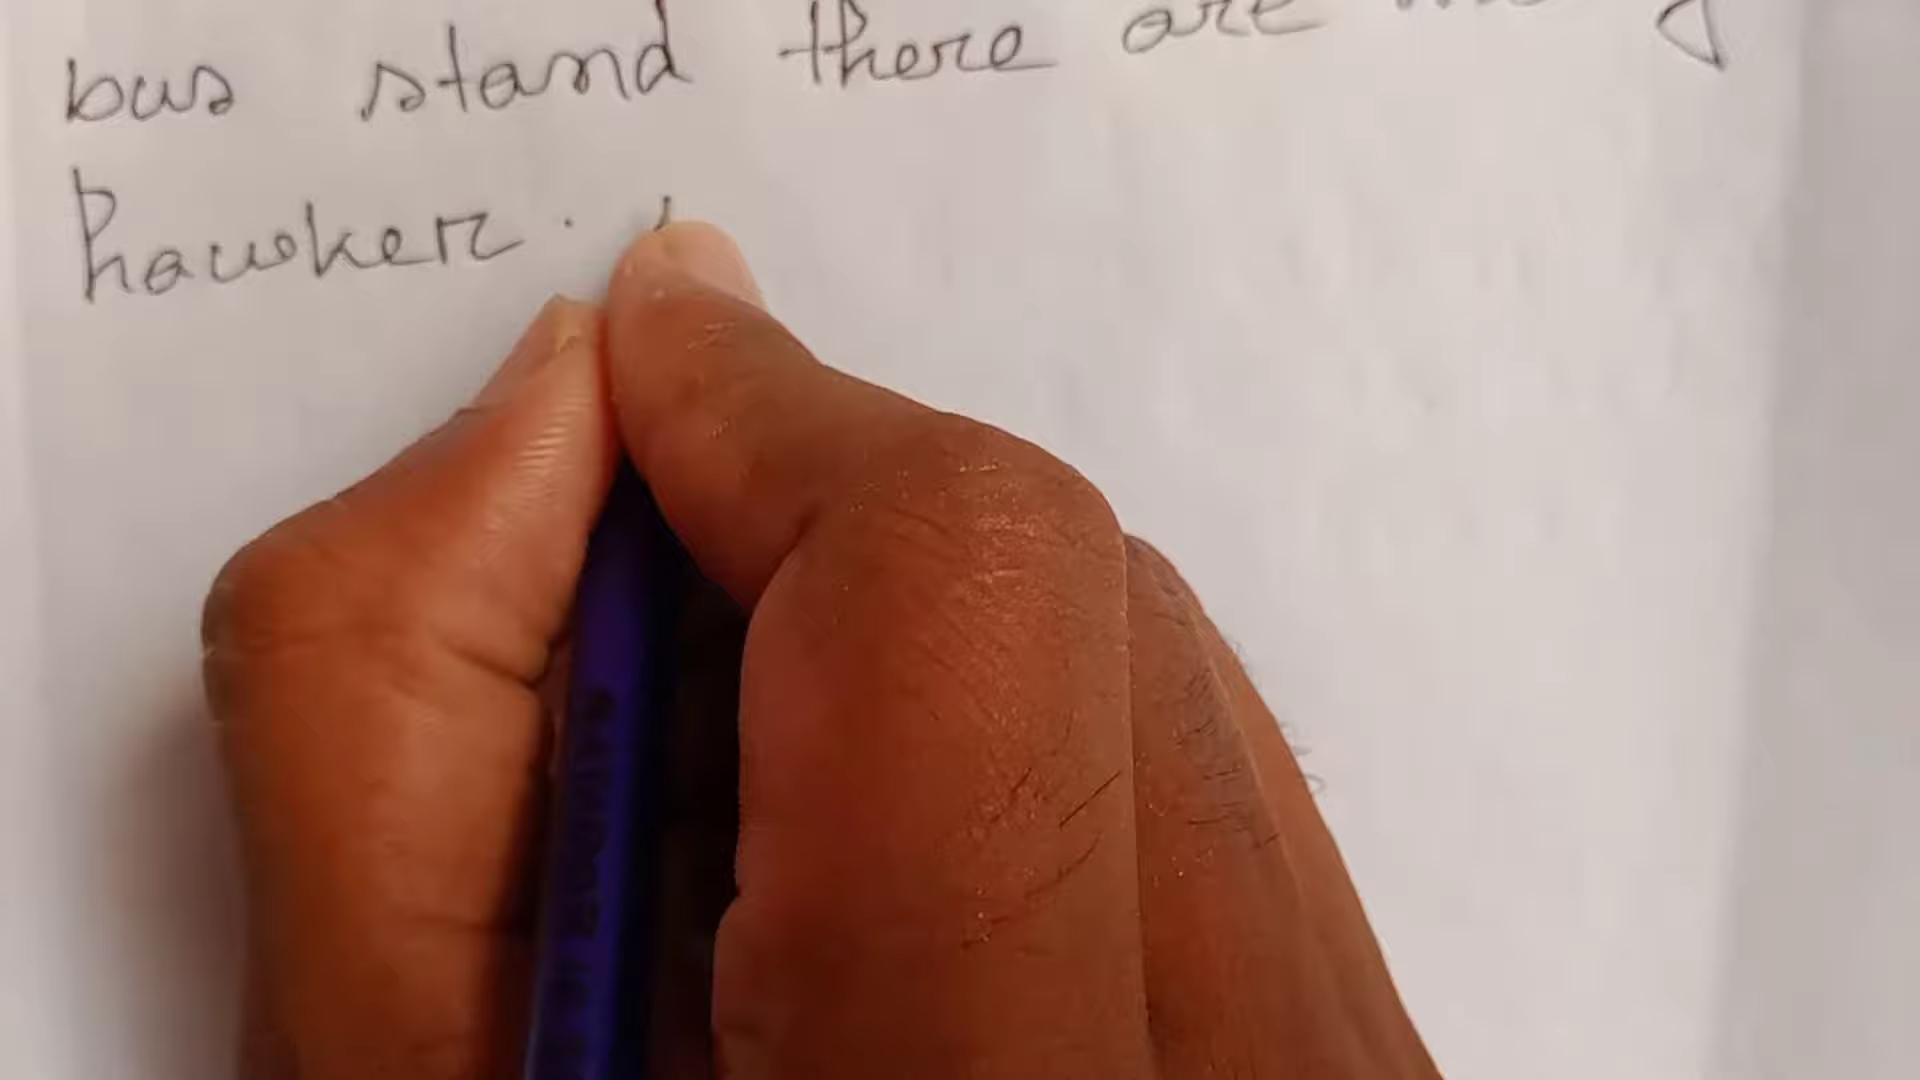 bus stand there are
hawker.